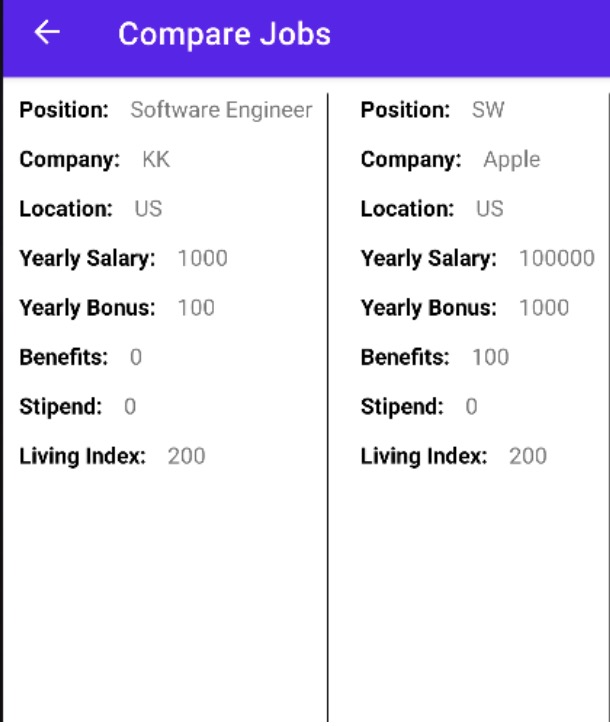 Compare Jobs
Position: Software Engineer
Company: KK
Location: US
Yearly Salary: 1000
Yearly Bonus: 100
Benefits: 0
Stipend: 0
Living Index: 200
Position: SW
Company: Apple
Location: US
Yearly Salary: 100000
Yearly Bonus: 1000
Benefits: 100
Stipend: 0
Living Index: 200